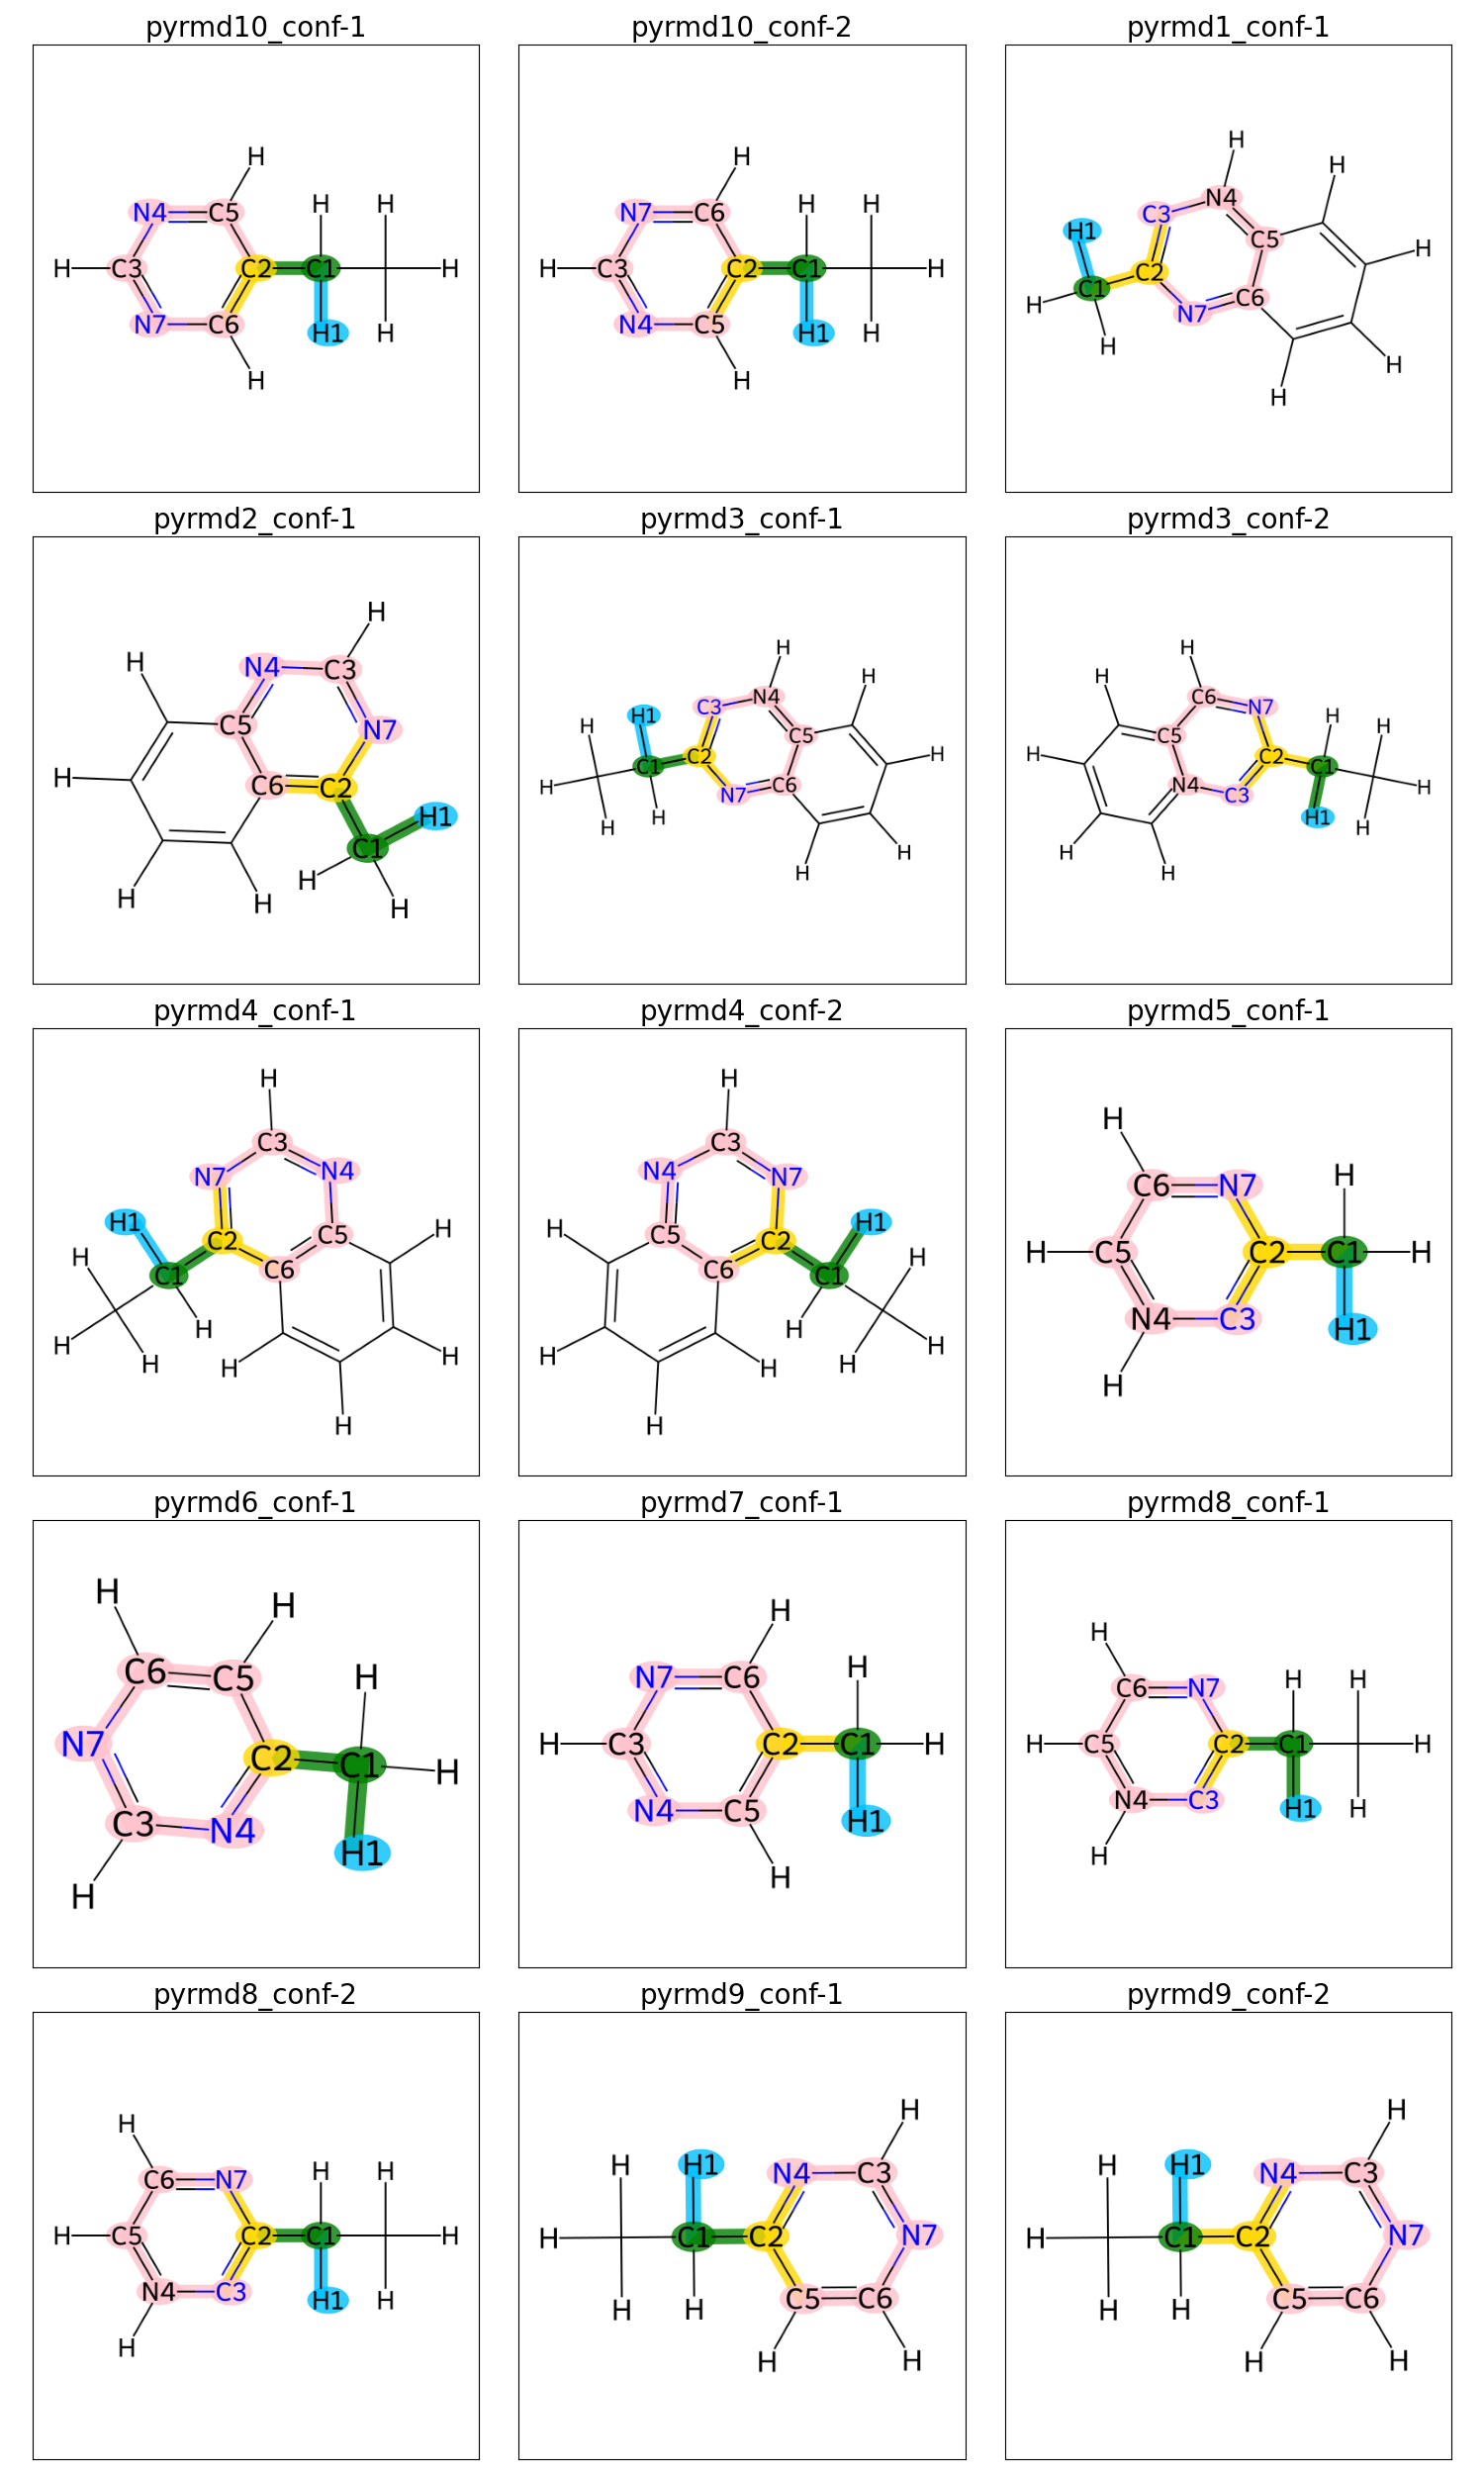 pyrmd10_conf-1 pyrmd10_conf-2 pyrmd1_conf-1
H H H
H H H H H
N4 C5 N7 C6 C3 N4 H1 C5 H
H C3 C2 C1 H H C3 C2 C1 H C2 C1 H
N7 C6 H1 H N4 C5 H1 H N7 C6
H H H H H
pyrmd2_conf-1 pyrmd3_conf-1 pyrmd3_conf-2
H H H
H N4 C3 H H
C5 N7 H H1 C3 N4 C5 H C6 N7 C5 H H
H C6 C2 H1 H C1 C2 N7 C6 H N4 C3 C2 C1 H
C1 H H H H H H H H1 H
H H H H H
pyrmd4_conf-1 pyrmd4_conf-2 pyrmd5_conf-1
H H H
C3 C3
N7 N4 N4 N7 C6 N7 H
H1 C2 C5 H H C5 C2 H1 H C5 C2 C1 H
H C1 C6 C6 C1 H
H H H H H H H H H H N4 C3 H1
H H H
pyrmd6_conf-1 pyrmd7_conf-1 pyrmd8_conf-1
H H H H
C6 C5 H N7 C6 H C6 N7 H H
N7 C2 C1 H H C3 C2 C1 H H C5 C2 C1 H
C3 N4 H1 N4 C5 H1 N4 C3 H1 H
H H H
pyrmd8_conf-2 pyrmd9_conf-1 pyrmd9_conf-2
H H H
C6 N7 H H H H1 N4 C3 H H1 N4 C3
H C5 C2 C1 H H C1 C2 N7 H C1 C2 N7
N4 C3 H1 H H H C5 C6 H H C5 C6
H H H H H